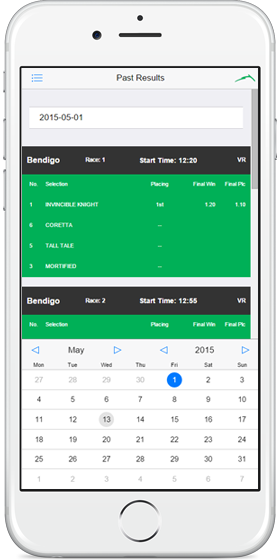 Past Results
2015-05-01
Bendigo Race: 1 Start Time: 12:20 VR
No. Selection Placing Final Win Final Plc
1 INVINCIBLE KNIGHT 1st 1.20 1.18
6 CORETTA --
5 TALL TALE --
3 MORTIFIED --
Bendigo Race: 2 Start Time: 12:55 VR
No. Selection Placing Final Win Final Plc
May 2015
Mon Tue Wed Thu Fri Sat Sun
27 28 29 30 1 2 3
4 5 6 7 8 9 10
11 12 13 14 15 16 17
18 19 20 21 22 23 24
25 26 27 28 29 30 31
1 2 3 4 5 6 7